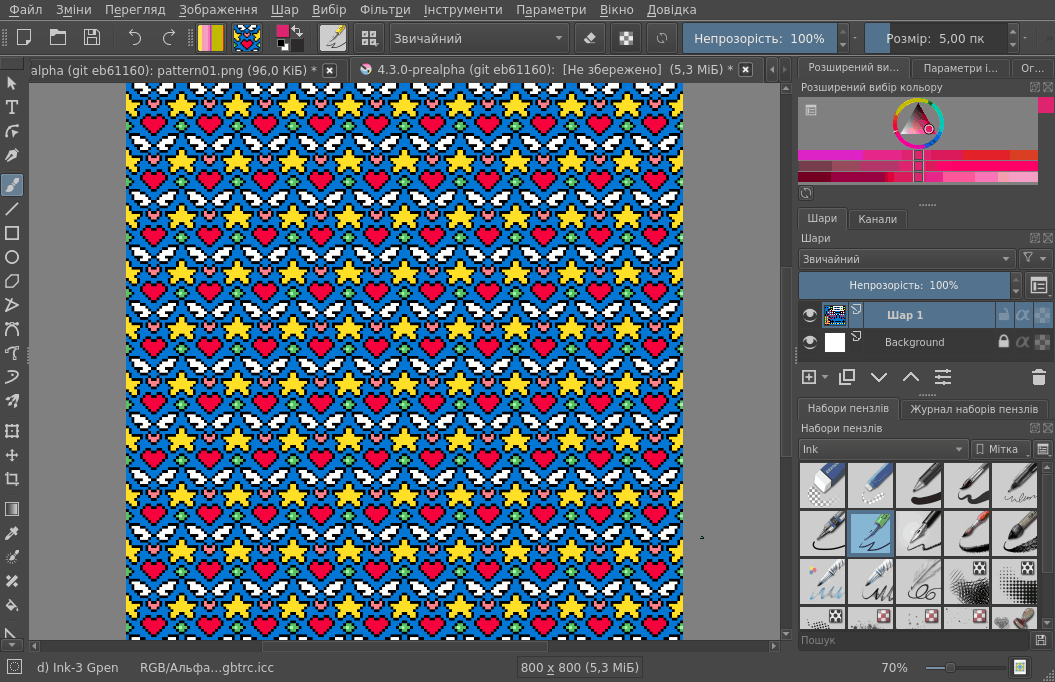 Файл Зміни Перегляд Зображення Шар Вибір Фільтри Інструменти Параметри Вікно Довідка
Звичайний Непрозорість: 100% Розмір: 5,00 пк
alpha (git eb61160): pattern01.png (96,0 КіБ) * 4.3.0-prealpha (git eb61160): [Не збережено] (5,3 МіБ) *
Розширений ви... Параметри і... Ог...
Розширений вибір кольору
Шари Канали
Шари
Звичайний
Непрозорість: 100%
Шар 1
Background
Набори пензлів Журнал наборів пензлів
Набори пензлів
Ink Мітка
Пошук
d) Ink-3 Gpen RGB/Альфа...gbtrc.icc 800 x 800 (5,3 МіБ) 70%